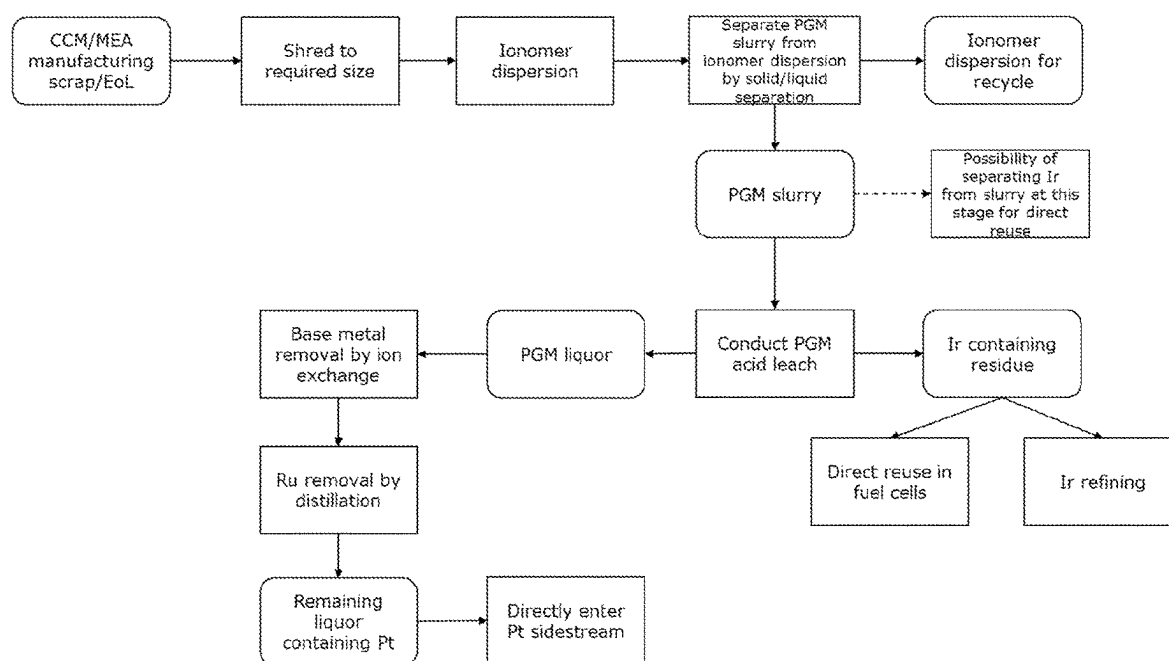 CCM/MEA
manufacturing
scrap/EoL
Shred to
required size
Ionomer
dispersion
Separate PGM
slurry from
ionomer dispersion
by solid/liquid
separation
Ionomer
dispersion for
recycle
PGM slurry
Possibility of
separating Ir
from slurry at this
stage for direct
reuse
Base metal
removal by ion
exchange
PGM liquor
Conduct PGM
acid leach
Ir containing
residue
Ru removal by
distillation
Direct reuse in
fuel cells
Ir refining
Remaining
liquor
containing Pt
Directly enter
Pt sidestream